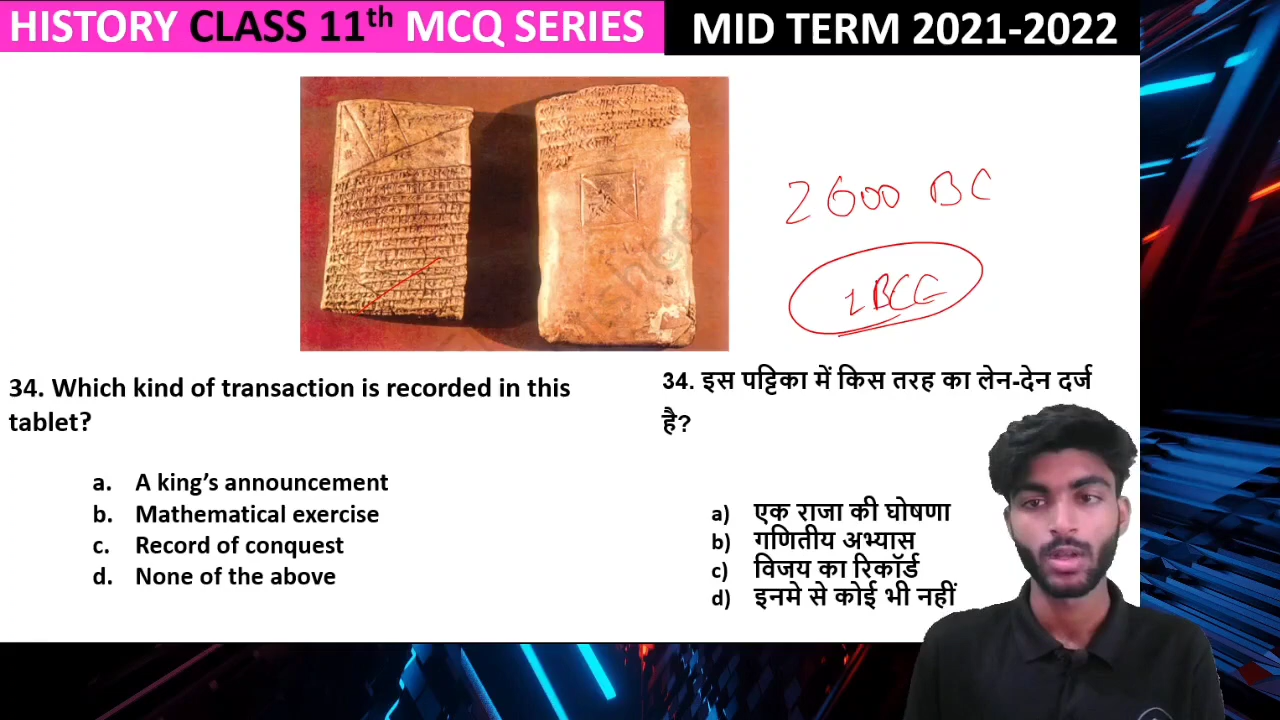 HISTORY CLASS 11th MCQ SERIES
MID TERM 2021-2022
2600 BC
BCE
34. Which kind of transaction is recorded in this
tablet?
a. A king’s announcement
b. Mathematical exercise
c. Record of conquest
d. None of the above
34. इस पट्टिका में किस तरह का लेन-देन दर्ज
है?
a) एक राजा की घोषणा
b) गणितीय अभ्यास
c) विजय का रिकॉर्ड
d) इनमे से कोई भी नहीं